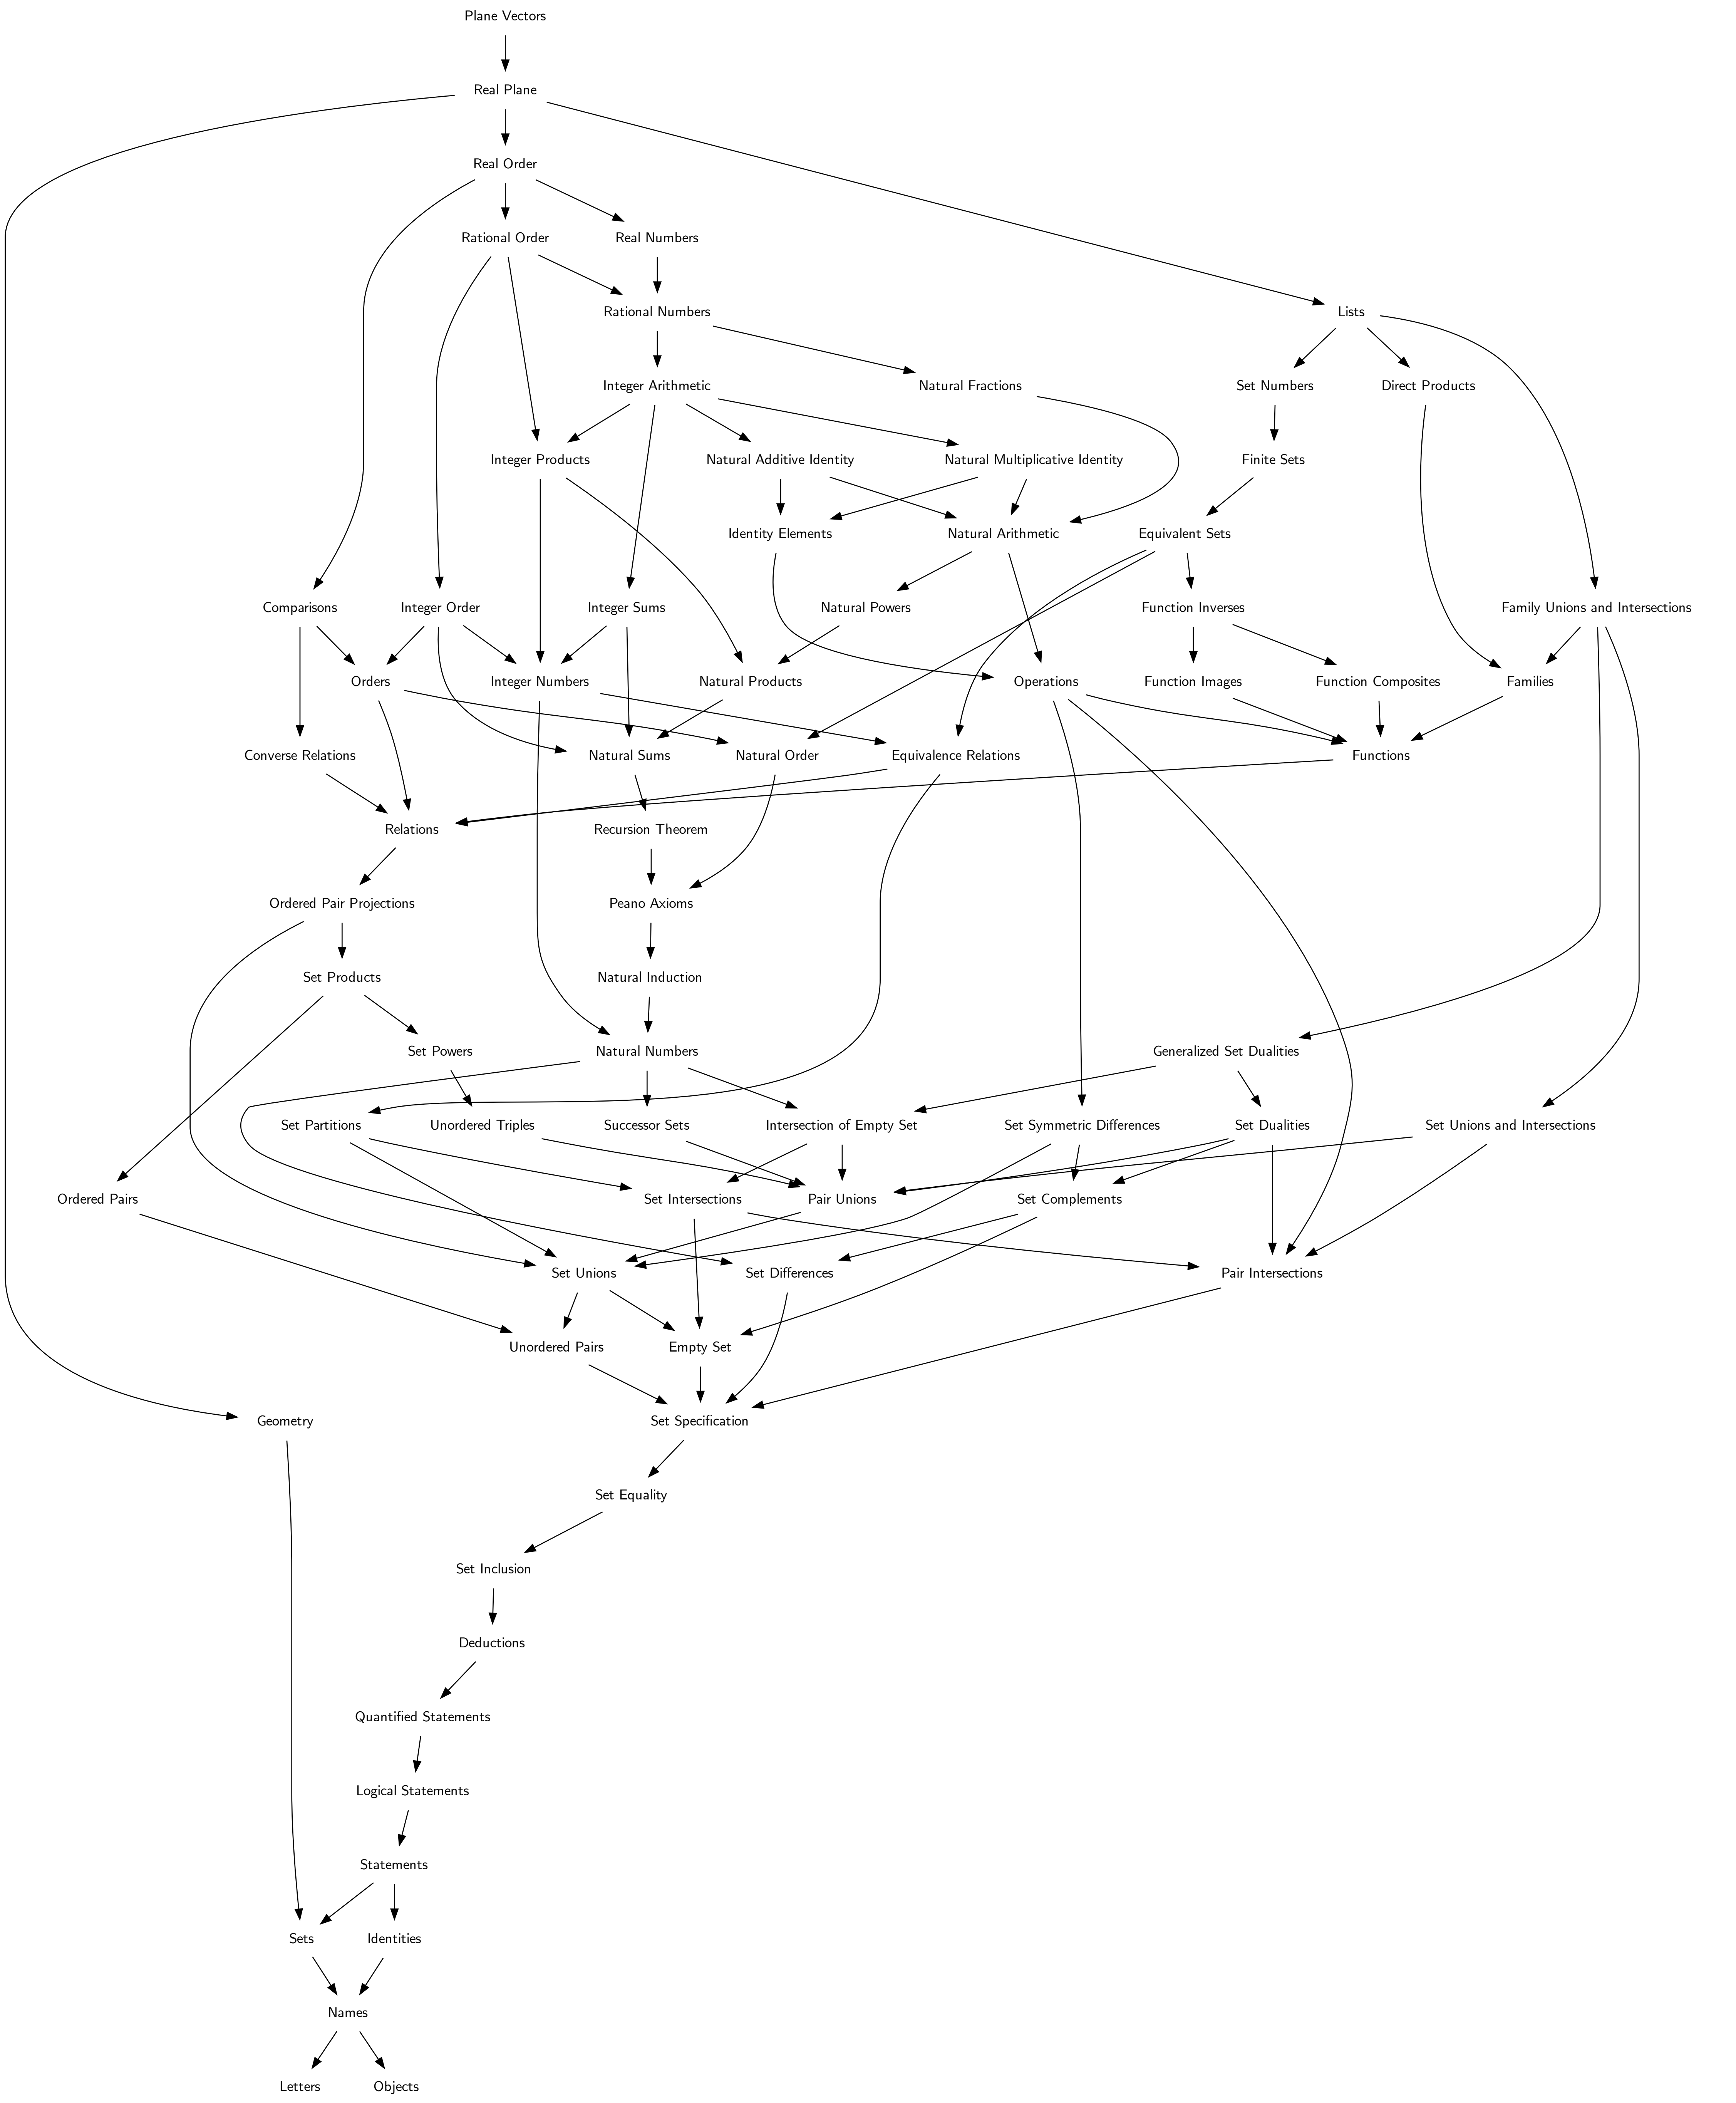 Plane Vectors
Real Plane
Real Order
Rational Order
Real Numbers
Rational Numbers
Lists
Integer Arithmetic
Natural Fractions
Set Numbers
Direct Products
Integer Products
Natural Additive Identity
Natural Multiplicative Identity
Finite Sets
Identity Elements
Natural Arithmetic
Equivalent Sets
Comparisons
Integer Order
Integer Sums
Natural Powers
Function Inverses
Family Unions and Intersections
Orders
Integer Numbers
Natural Products
Operations
Function Images
Function Composites
Families
Converse Relations
Natural Sums
Natural Order
Equivalence Relations
Functions
Relations
Recursion Theorem
Ordered Pair Projections
Peano Axioms
Set Products
Natural Induction
Set Powers
Natural Numbers
Generalized Set Dualities
Set Partitions
Unordered Triples
Successor Sets
Intersection of Empty Set
Set Symmetric Differences
Set Dualities
Set Unions and Intersections
Ordered Pairs
Set Intersections
Pair Unions
Set Complements
Set Unions
Set Differences
Pair Intersections
Unordered Pairs
Empty Set
Geometry
Set Specification
Set Equality
Set Inclusion
Deductions
Quantified Statements
Logical Statements
Statements
Sets
Identities
Names
Letters
Objects